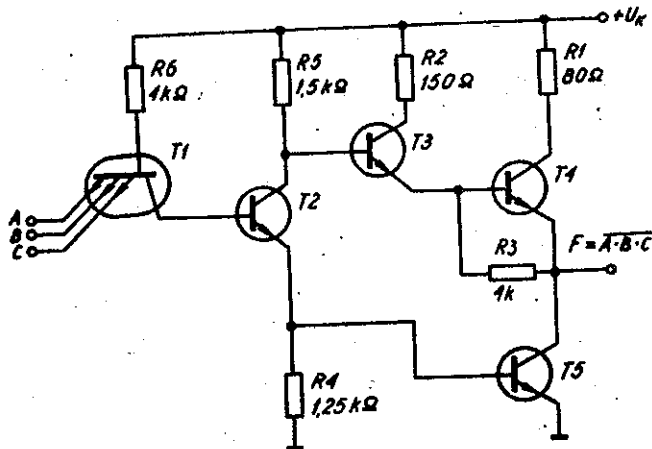 +U_K
R6
4kΩ
R5
1,5kΩ
R2
150Ω
R1
80Ω
T1
T3
T4
T2
A
B
C
R3
4k
F=\overline{A·B·C}
R4
1,25kΩ
T5